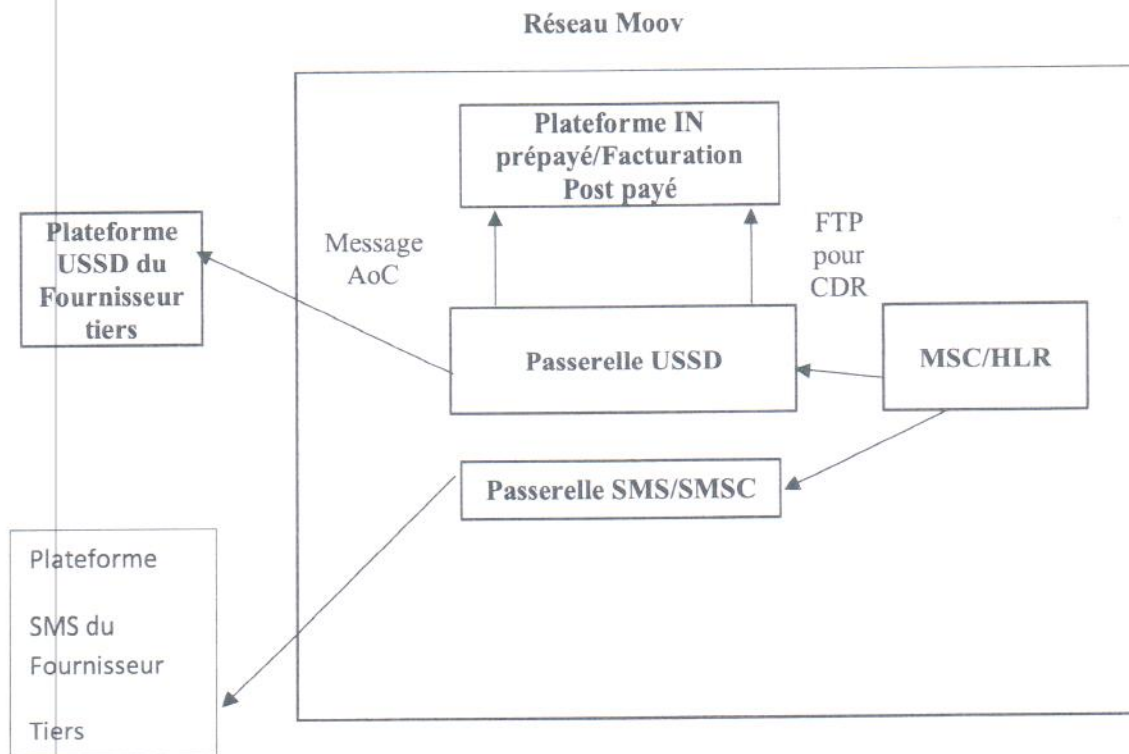 Réseau Moov
Plateforme IN
prépayé/Facturation
Post payé
Plateforme
USSD du
Fournisseur
tiers
Message
AoC
FTP
pour
CDR
Passerelle USSD
MSC/HLR
Passerelle SMS/SMSC
Plateforme
SMS du
Fournisseur
Tiers